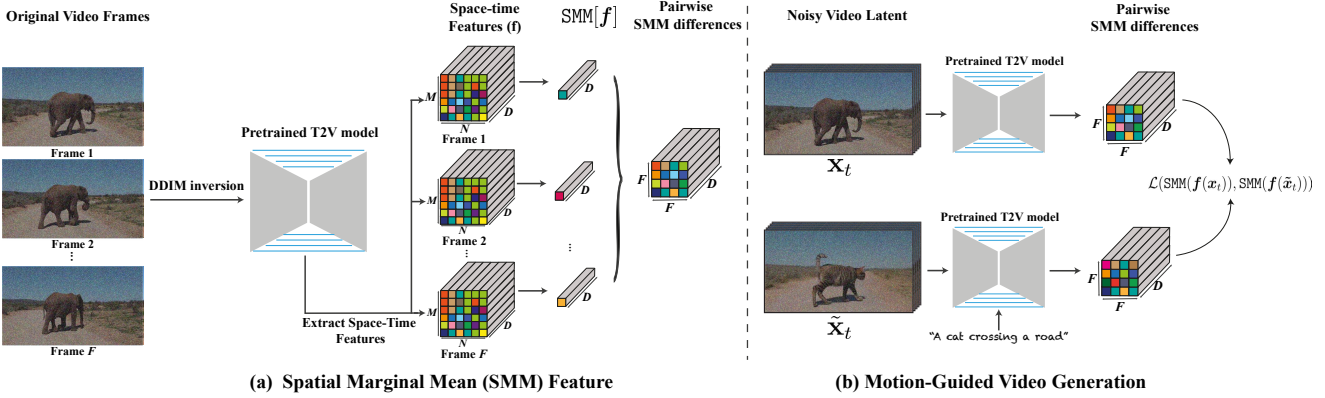 Original Video Frames
Frame 1
Frame 2
⋮
Frame F
DDIM inversion
Pretrained T2V model
Extract Space-Time
Features
Space-time
Features (f)
M
N
D
Frame 1
M
N
D
Frame 2
⋮
M
N
D
Frame F
SMM[f]
D
D
⋮
D
Pairwise
SMM differences
F
F
D
(a) Spatial Marginal Mean (SMM) Feature
Noisy Video Latent
x_t
Pretrained T2V model
Pairwise
SMM differences
F
F
D
x̃_t
Pretrained T2V model
"A cat crossing a road"
F
F
D
ℒ(SMM(f(x_t)), SMM(f(x̃_t)))
(b) Motion-Guided Video Generation